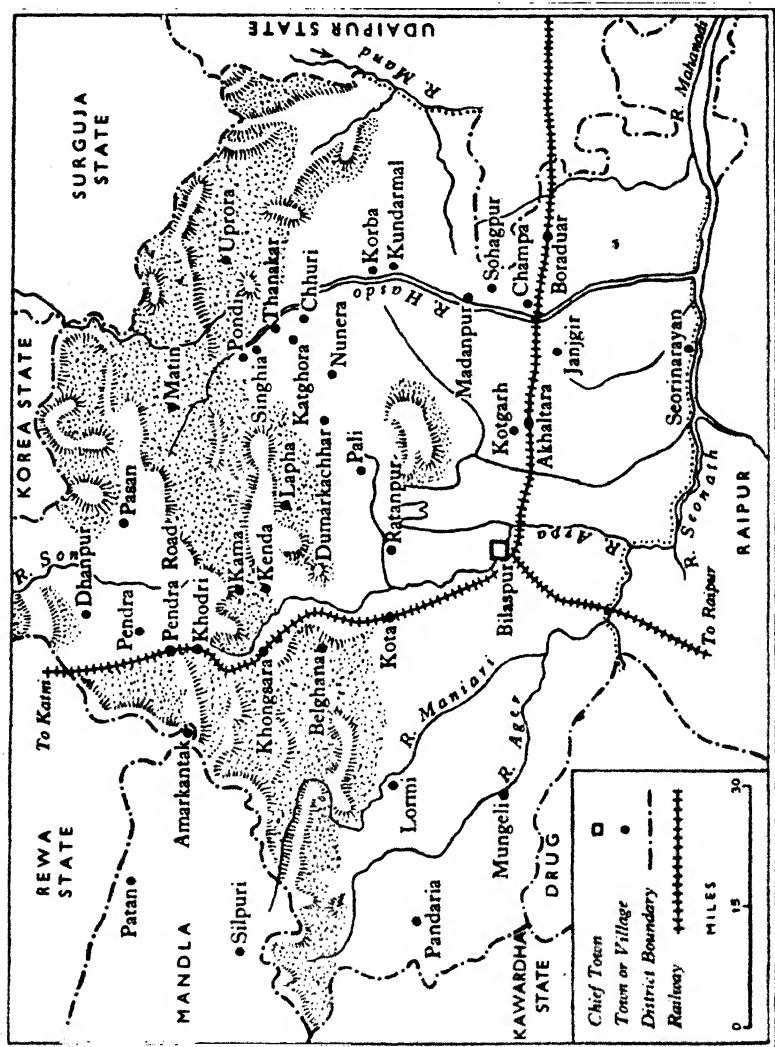 REWA
STATE
KOREA STATE
SURGUJA
STATE
UDAIPUR STATE
To Katni
R Son
Patan
Dhanpur
Pasan
Pendra
MANDLA
Amarkantak
Pendra Road
Khodri
Matin
Uprora
Silpuri
Kama
Kenda
Pondi
Singhia
Thanakar
Khongsara
Lapha
Katghora
Chhuri
R. Mand
Belghana
Dumarkachhar
Nunera
Pali
Korba
Kundarmal
Kota
Ratanpur
Lormi
R. Maniari
R. Hasdo
Pandaria
Madanpur
Sohagpur
Mungeli
R. Ager
Bilaspur
Kotgarh
Akhaltara
Champa
Boraduar
Janjgir
KAWARDHA
STATE
DRUG
R. Arpa
Seorinarayan
R. Mahanadi
R. Seonath
To Raipur
RAIPUR
Chief Town
Town or Village
District Boundary
Railway
MILES
0 15 30